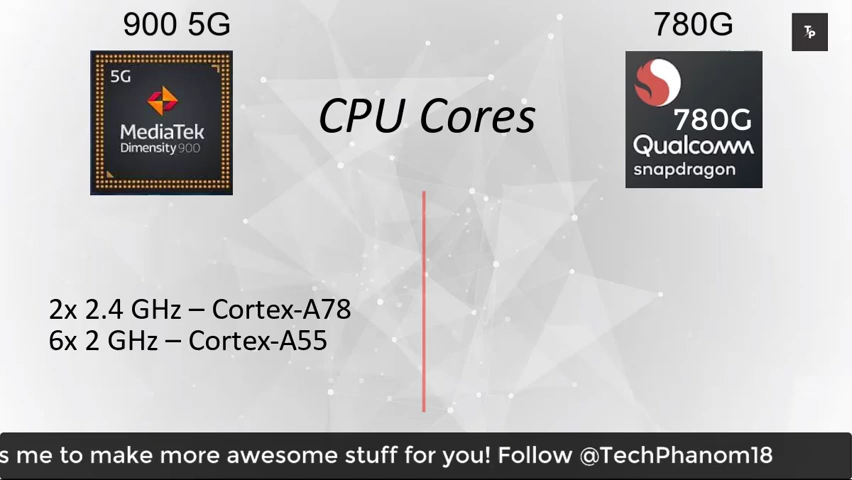 900 5G
780G
TP
5G
MediaTek
Dimensity 900
CPU Cores
780G
Qualcomm
snapdragon
2x 2.4 GHz – Cortex-A78
6x 2 GHz – Cortex-A55
s me to make more awesome stuff for you! Follow @TechPhanom18